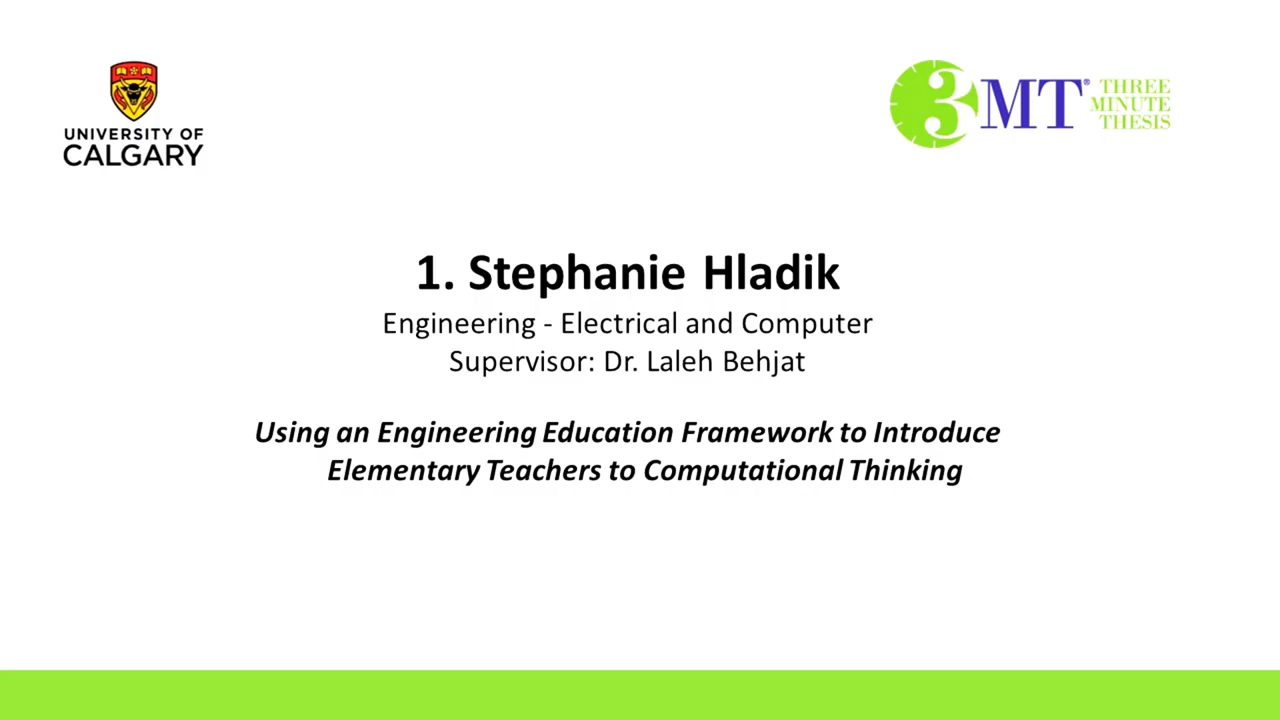 UNIVERSITY OF
CALGARY
3MT® THREE
MINUTE
THESIS
1. Stephanie Hladik
Engineering - Electrical and Computer
Supervisor: Dr. Laleh Behjat
Using an Engineering Education Framework to Introduce
Elementary Teachers to Computational Thinking